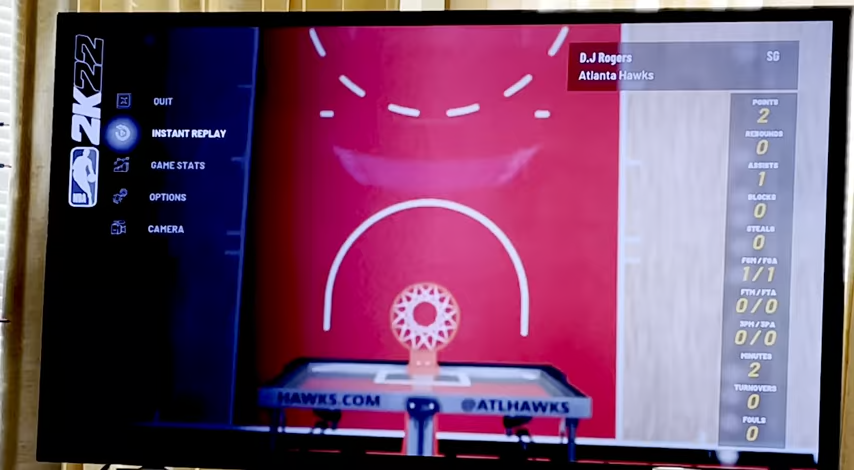 NBA 2K22
QUIT
INSTANT REPLAY
GAME STATS
OPTIONS
CAMERA
D.J Rogers SG
Atlanta Hawks
POINTS
2
REBOUNDS
0
ASSISTS
1
BLOCKS
0
STEALS
0
FGM / FGA
1/1
FTM / FTA
0/0
3PM / 3PA
0/0
MINUTES
2
TURNOVERS
0
FOULS
0
HAWKS.COM @ATLHAWKS